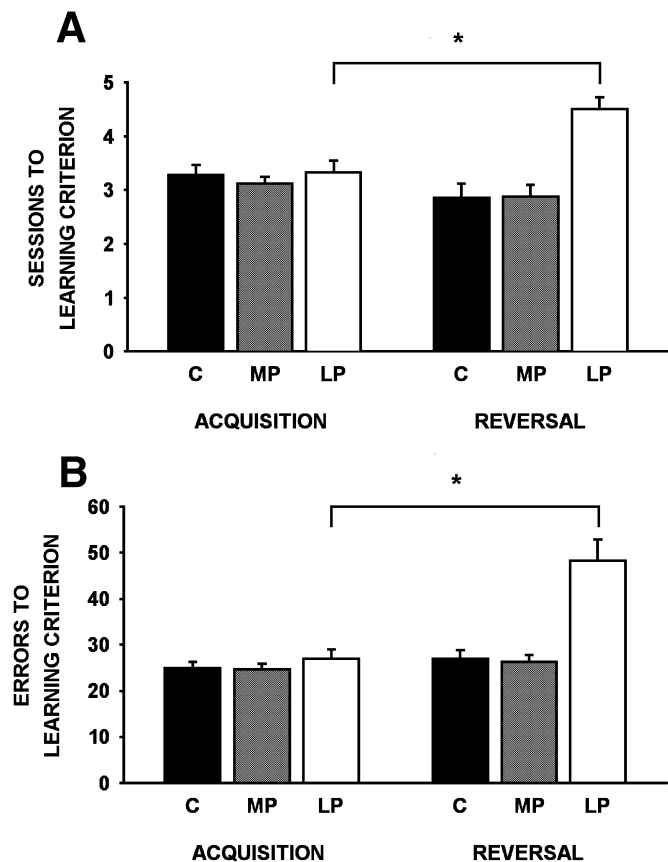 A
*
SESSIONS TO
LEARNING CRITERION
5
4
3
2
1
0
C MP LP C MP LP
ACQUISITION REVERSAL
B
*
ERRORS TO
LEARNING CRITERION
60
50
40
30
20
10
0
C MP LP C MP LP
ACQUISITION REVERSAL